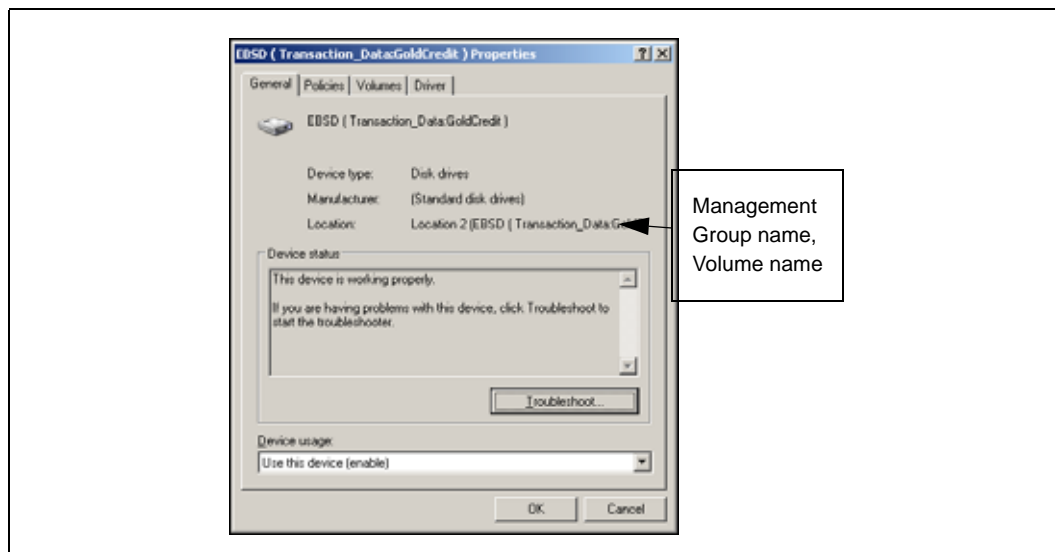 EBSD ( Transaction_Data:GoldCredit ) Properties
General
Policies
Volumes
Driver
EBSD ( Transaction_Data:GoldCredit )
Device type: Disk drives
Manufacturer: (Standard disk drives)
Location: Location 2 (EBSD ( Transaction_Data:Gol
Management
Group name,
Volume name
Device status
This device is working properly.
If you are having problems with this device, click Troubleshoot to
start the troubleshooter.
Troubleshoot...
Device usage:
Use this device (enable)
OK
Cancel